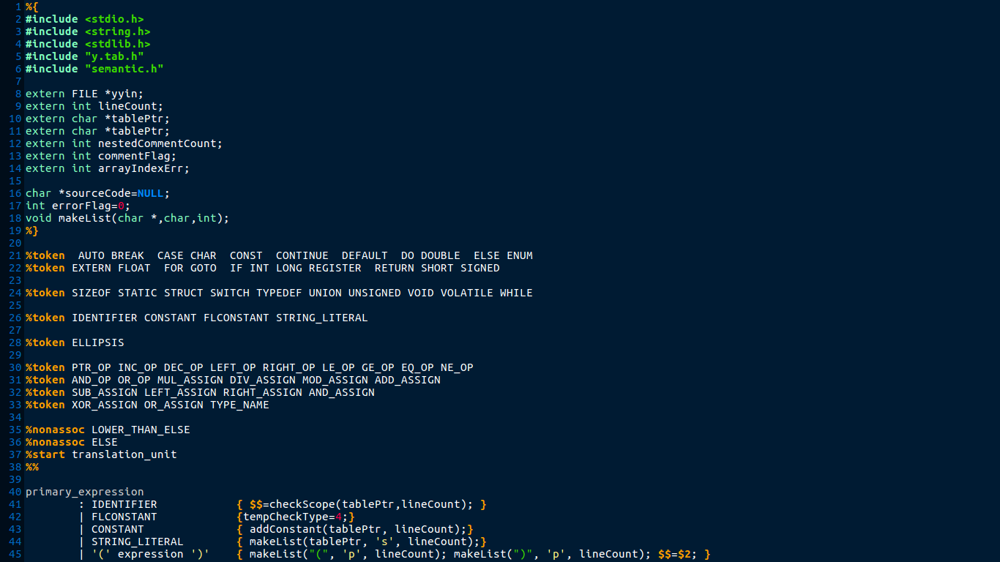 1 %{
2 #include <stdio.h>
3 #include <string.h>
4 #include <stdlib.h>
5 #include "y.tab.h"
6 #include "semantic.h"
7
8 extern FILE *yyin;
9 extern int lineCount;
10 extern char *tablePtr;
11 extern char *tablePtr;
12 extern int nestedCommentCount;
13 extern int commentFlag;
14 extern int arrayIndexErr;
15
16 char *sourceCode=NULL;
17 int errorFlag=0;
18 void makeList(char *,char,int);
19 %}
20
21 %token  AUTO BREAK  CASE CHAR  CONST  CONTINUE  DEFAULT  DO DOUBLE  ELSE ENUM
22 %token EXTERN FLOAT  FOR GOTO  IF INT LONG REGISTER  RETURN SHORT SIGNED
23
24 %token SIZEOF STATIC STRUCT SWITCH TYPEDEF UNION UNSIGNED VOID VOLATILE WHILE
25
26 %token IDENTIFIER CONSTANT FLCONSTANT STRING_LITERAL
27
28 %token ELLIPSIS
29
30 %token PTR_OP INC_OP DEC_OP LEFT_OP RIGHT_OP LE_OP GE_OP EQ_OP NE_OP
31 %token AND_OP OR_OP MUL_ASSIGN DIV_ASSIGN MOD_ASSIGN ADD_ASSIGN
32 %token SUB_ASSIGN LEFT_ASSIGN RIGHT_ASSIGN AND_ASSIGN
33 %token XOR_ASSIGN OR_ASSIGN TYPE_NAME
34
35 %nonassoc LOWER_THAN_ELSE
36 %nonassoc ELSE
37 %start translation_unit
38 %%
39
40 primary_expression
41         : IDENTIFIER            { $$=checkScope(tablePtr,lineCount); }
42         | FLCONSTANT            {tempCheckType=4;}
43         | CONSTANT              { addConstant(tablePtr, lineCount);}
44         | STRING_LITERAL        { makeList(tablePtr, 's', lineCount);}
45         | '(' expression ')'    { makeList("(", 'p', lineCount); makeList(")", 'p', lineCount); $$=$2; }